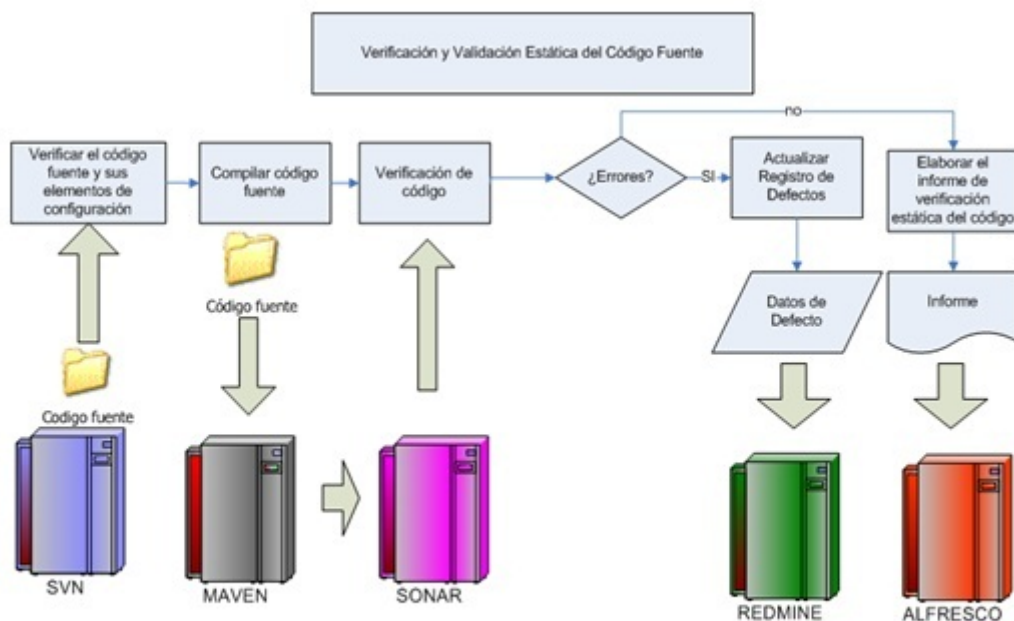 Verificación y Validación Estática del Código Fuente
no
Verificar el código
fuente y sus
elementos de
configuración
Compilar código
fuente
Verificación de
código
¿Errores?
SI
Actualizar
Registro de
Defectos
Elaborar el
informe de
verificación
estática del código
Código fuente
Datos de
Defecto
Informe
Codigo fuente
SVN
MAVEN
SONAR
REDMINE
ALFRESCO